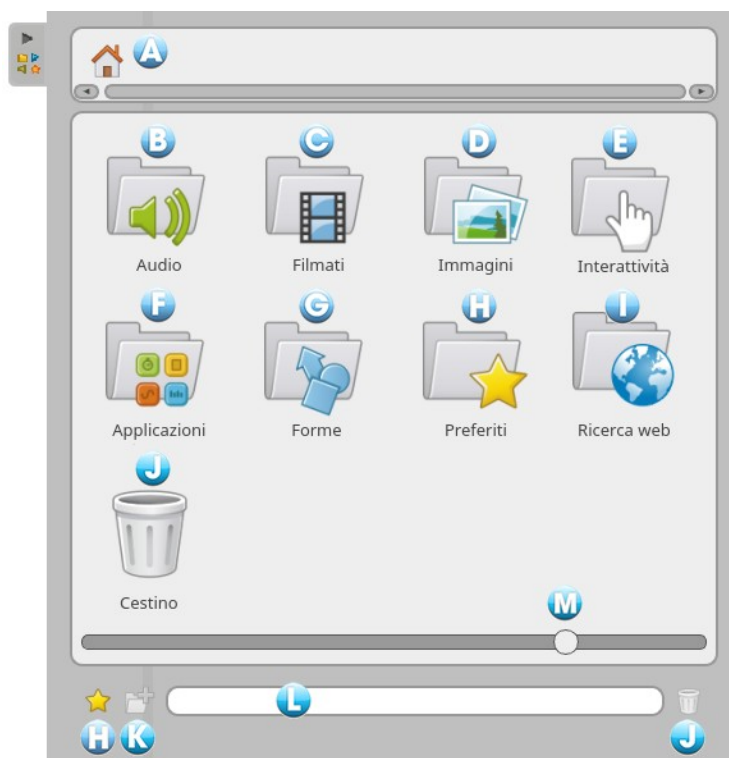 A
B C D E
Audio Filmati Immagini Interattività
F G H I
Applicazioni Forme Preferiti Ricerca web
J
Cestino
M
L
H K J